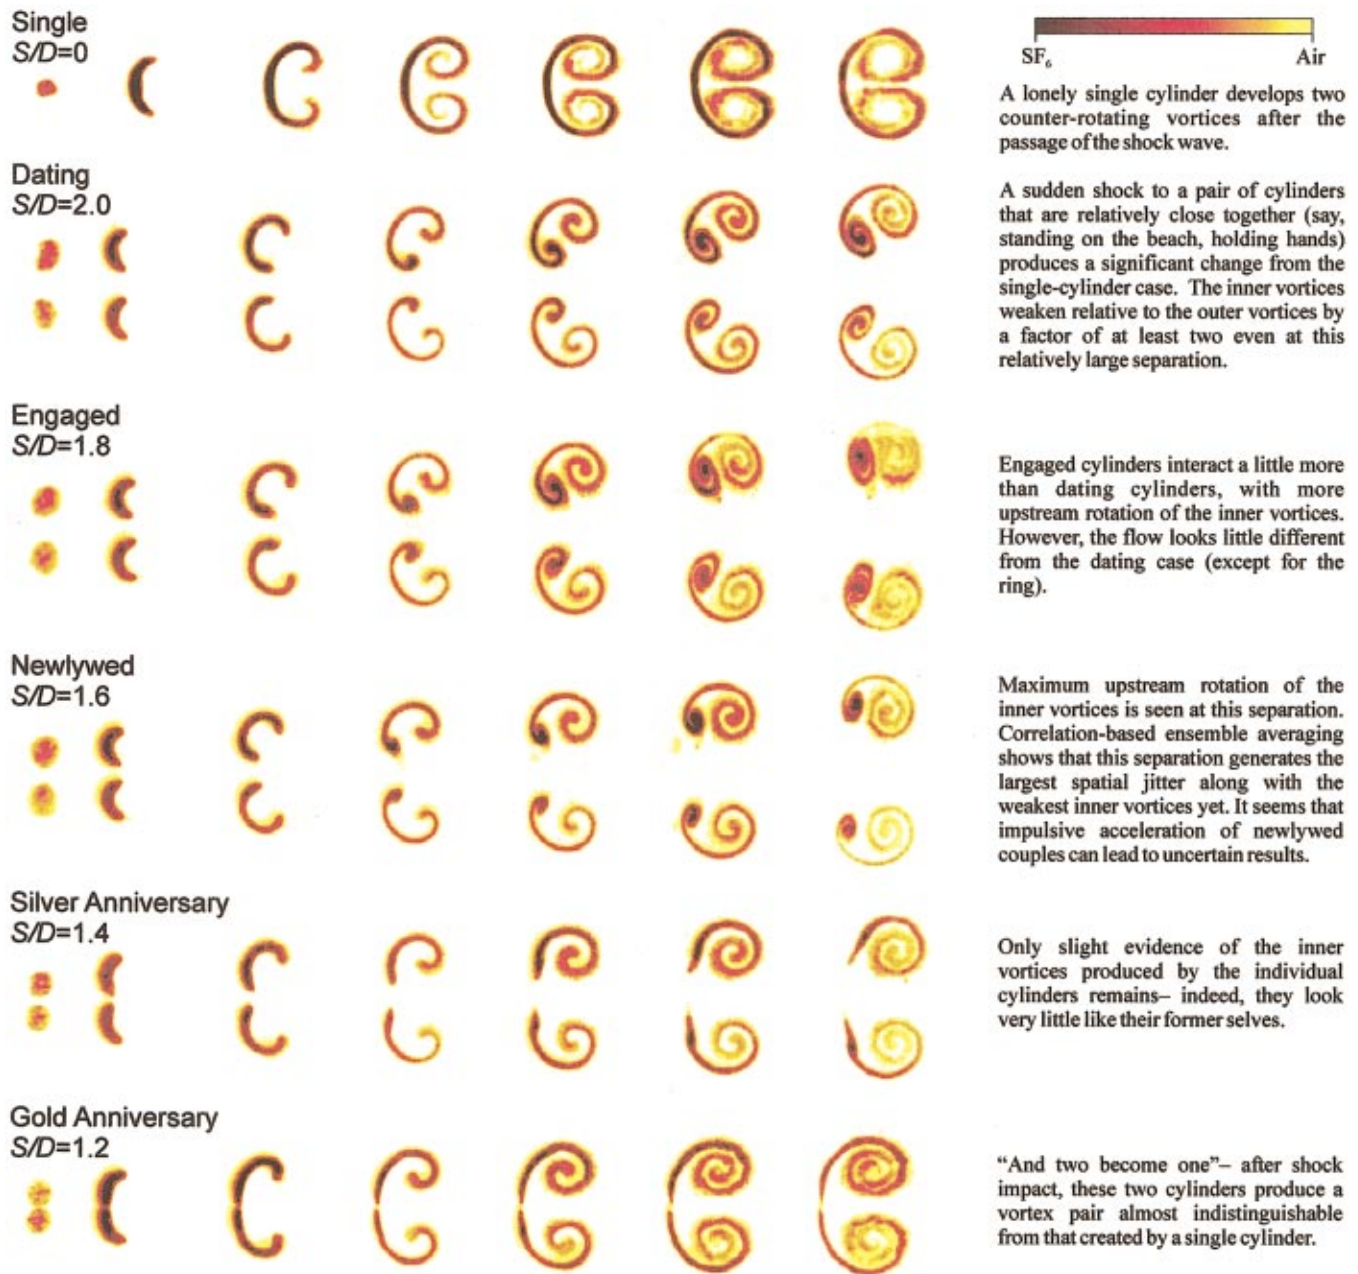 Single
S/D=0
SF₆ Air
A lonely single cylinder develops two
counter-rotating vortices after the
passage of the shock wave.
Dating
S/D=2.0
A sudden shock to a pair of cylinders
that are relatively close together (say,
standing on the beach, holding hands)
produces a significant change from the
single-cylinder case. The inner vortices
weaken relative to the outer vortices by
a factor of at least two even at this
relatively large separation.
Engaged
S/D=1.8
Engaged cylinders interact a little more
than dating cylinders, with more
upstream rotation of the inner vortices.
However, the flow looks little different
from the dating case (except for the
ring).
Newlywed
S/D=1.6
Maximum upstream rotation of the
inner vortices is seen at this separation.
Correlation-based ensemble averaging
shows that this separation generates the
largest spatial jitter along with the
weakest inner vortices yet. It seems that
impulsive acceleration of newlywed
couples can lead to uncertain results.
Silver Anniversary
S/D=1.4
Only slight evidence of the inner
vortices produced by the individual
cylinders remains– indeed, they look
very little like their former selves.
Gold Anniversary
S/D=1.2
“And two become one”– after shock
impact, these two cylinders produce a
vortex pair almost indistinguishable
from that created by a single cylinder.